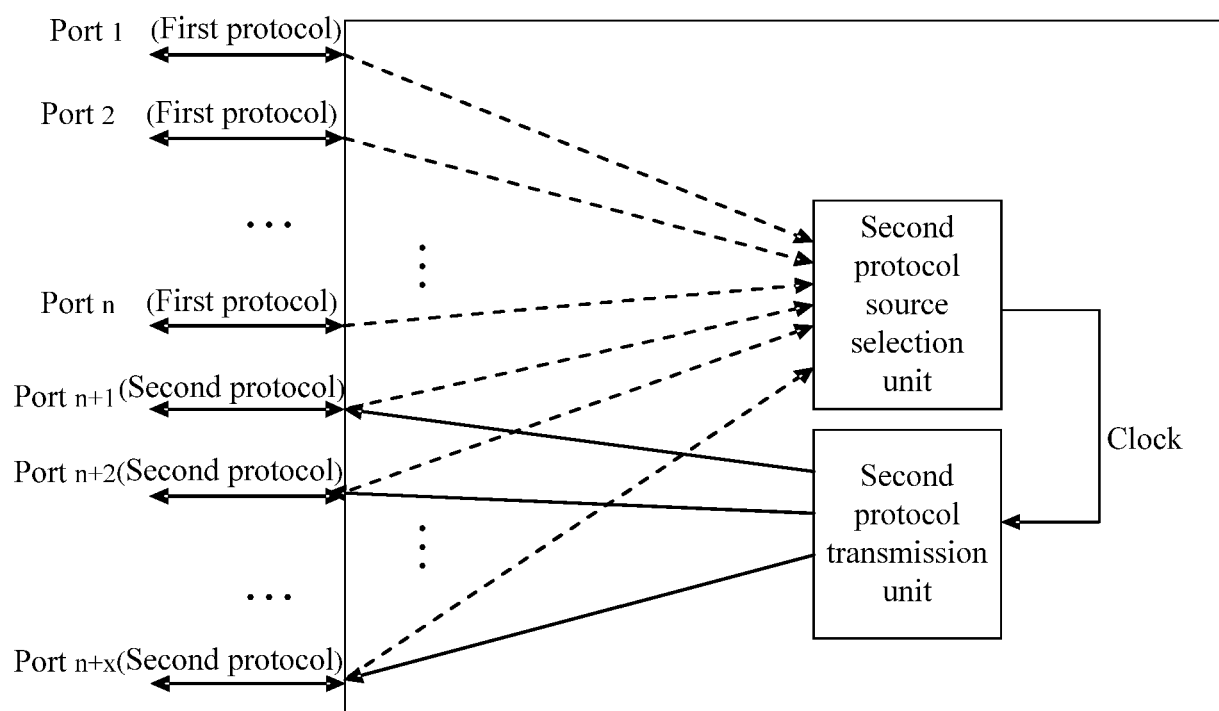 Port 1 (First protocol)
Port 2 (First protocol)
Port n (First protocol)
Port n+1 (Second protocol)
Port n+2 (Second protocol)
Port n+x (Second protocol)
Second
protocol
source
selection
unit
Clock
Second
protocol
transmission
unit